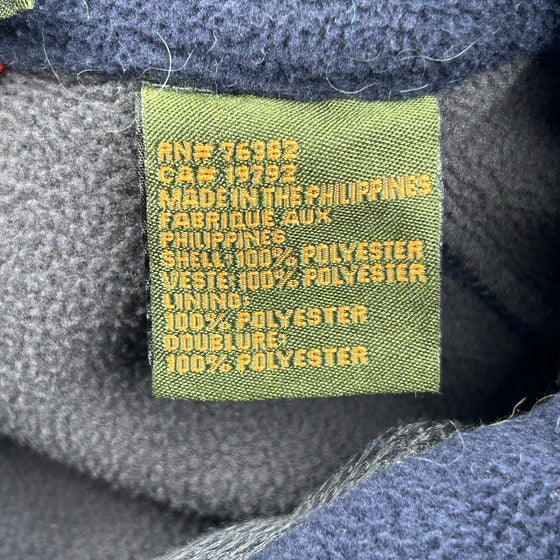 RN# 76982
CA# 19792
MADE IN THE PHILIPPINES
FABRIQUE AUX
PHILIPPINES
SHELL: 100% POLYESTER
VESTE: 100% POLYESTER
LINING:
100% POLYESTER
DOUBLURE:
100% POLYESTER